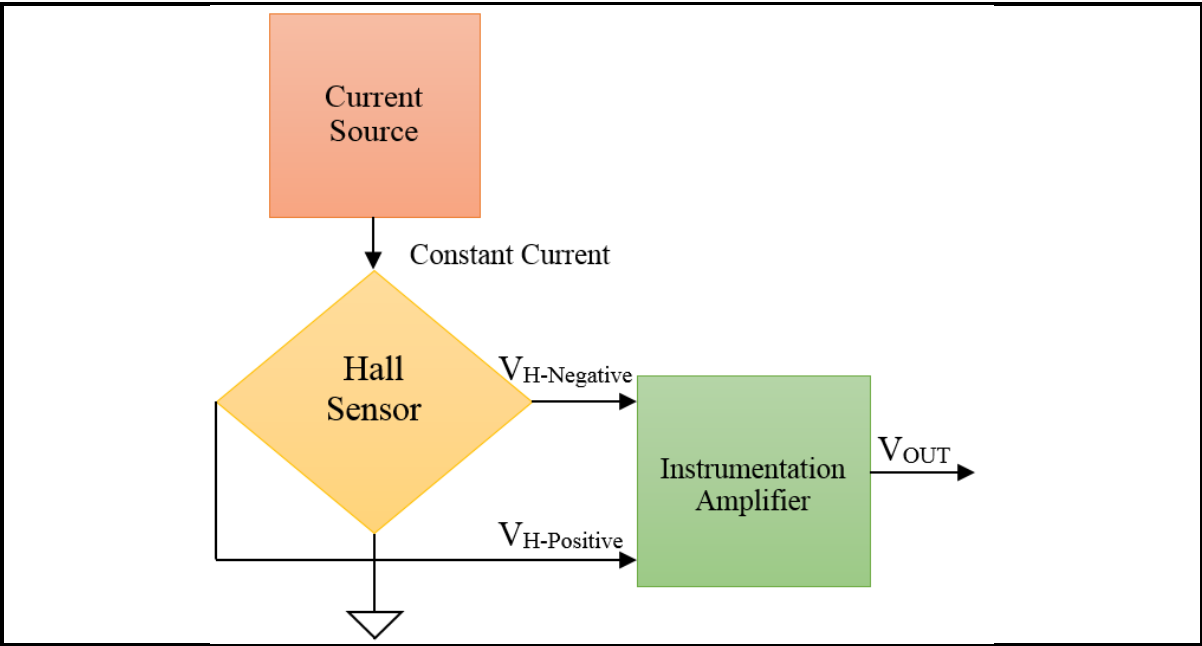 Current
Source
Constant Current
Hall
Sensor
VH-Negative
Instrumentation
Amplifier
VOUT
VH-Positive